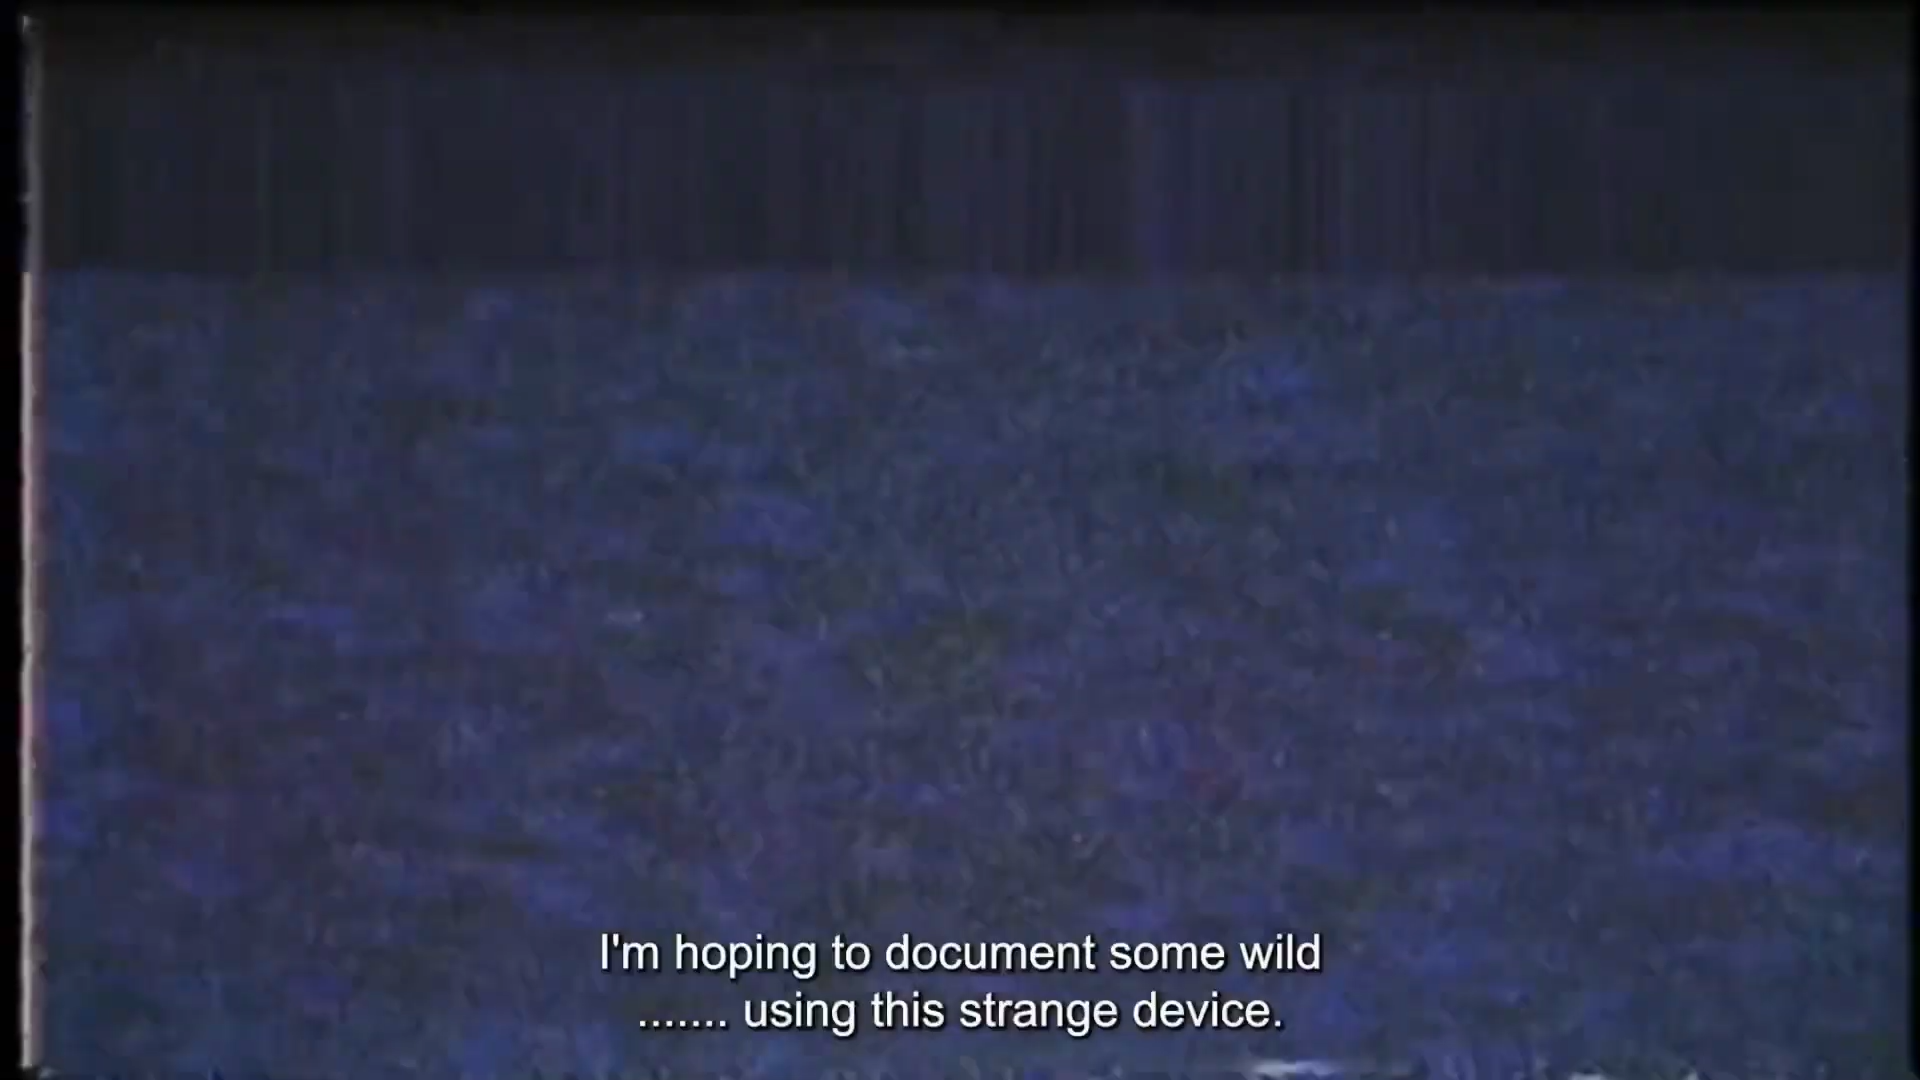 I'm hoping to document some wild
....... using this strange device.